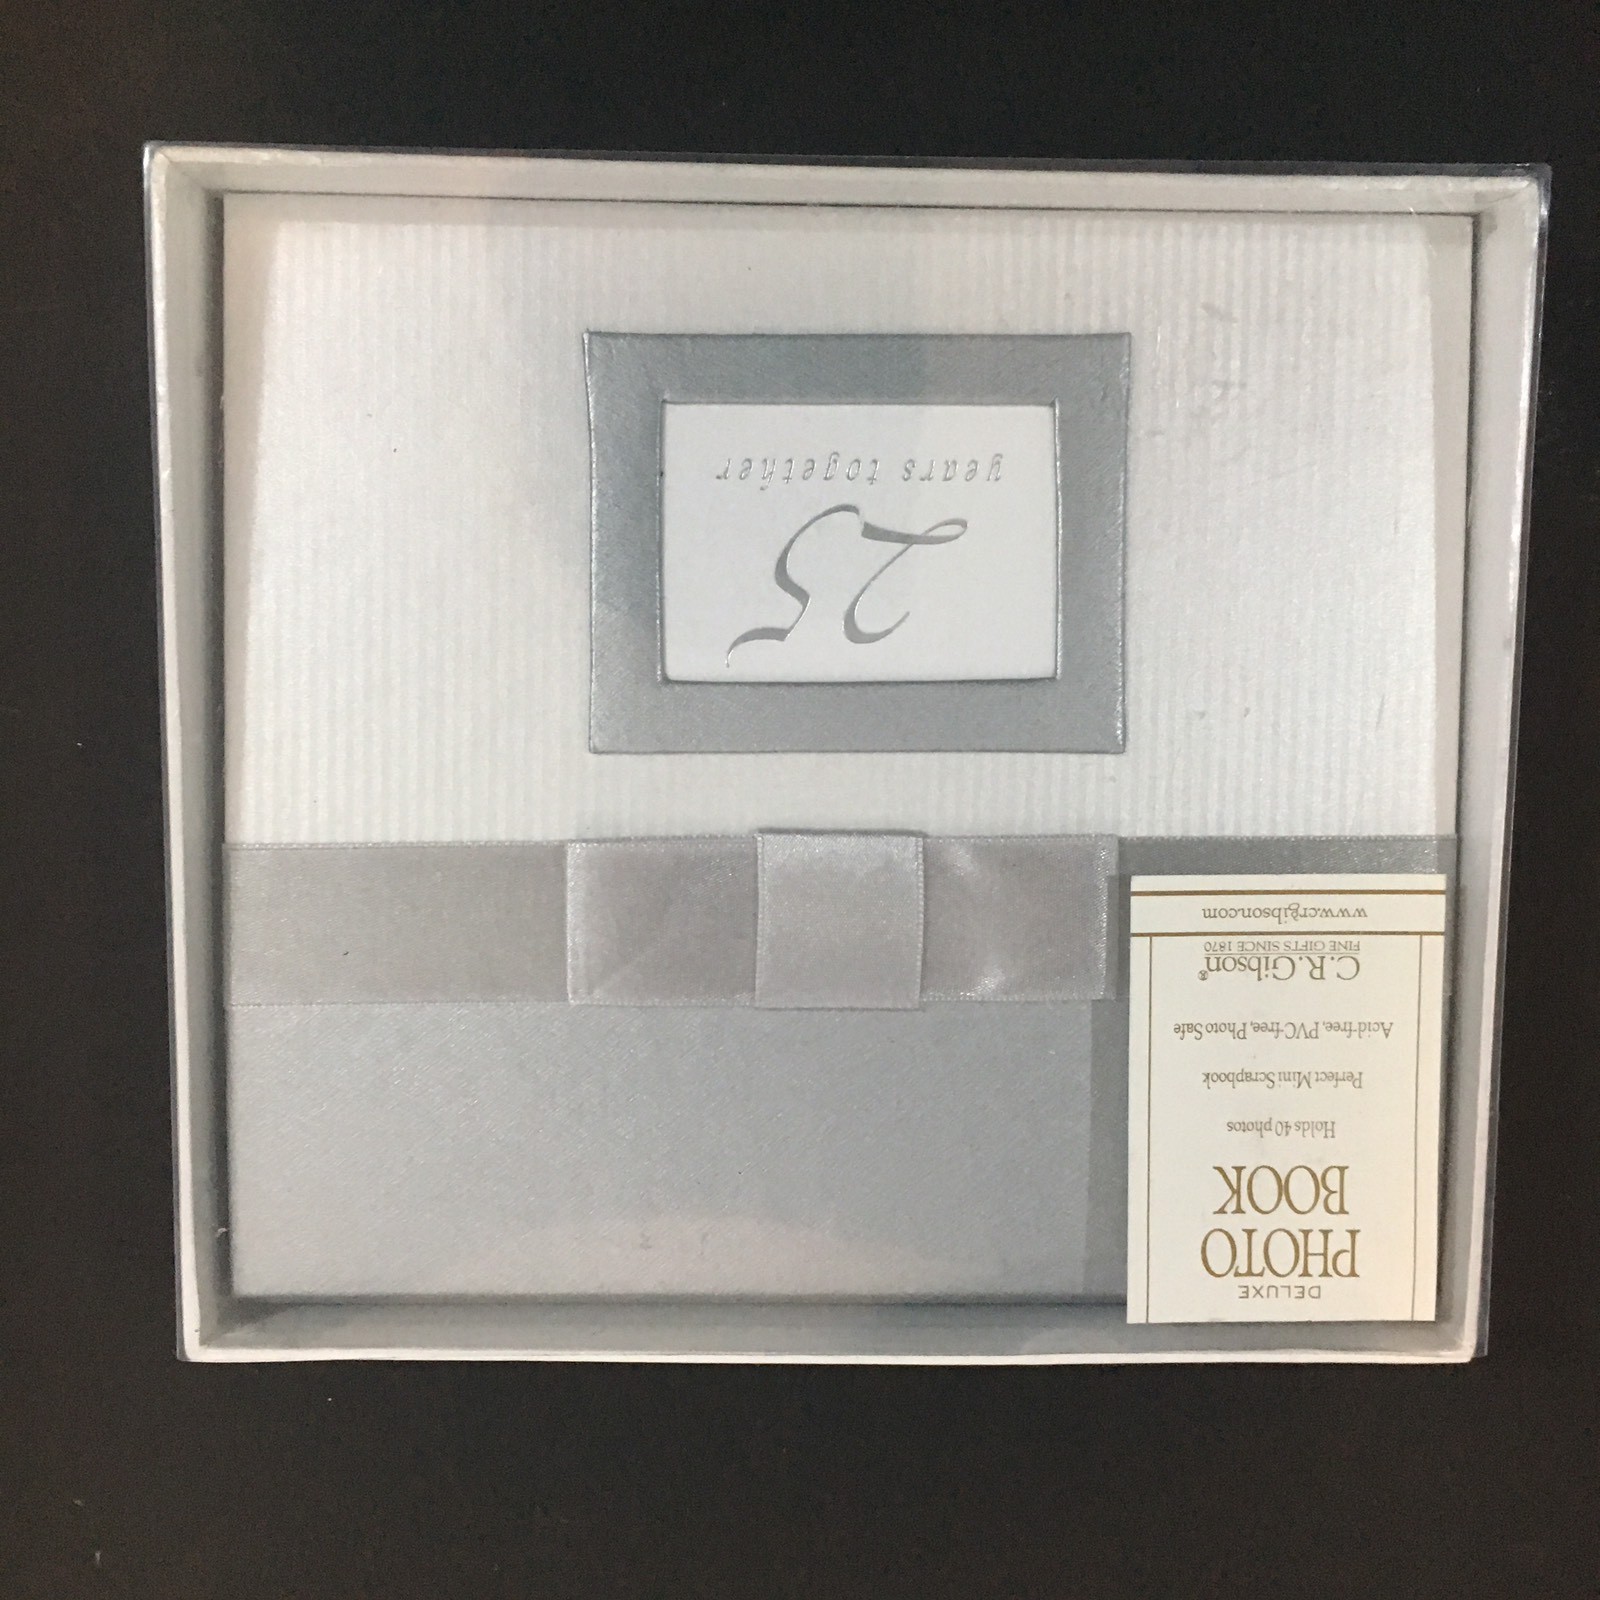 25
years together
DELUXE
PHOTO
BOOK
Holds 40 photos
Perfect Mini Scrapbook
Acid-free, PVC-free, Photo Safe
C.R.Gibson®
FINE GIFTS SINCE 1870
www.crgibson.com